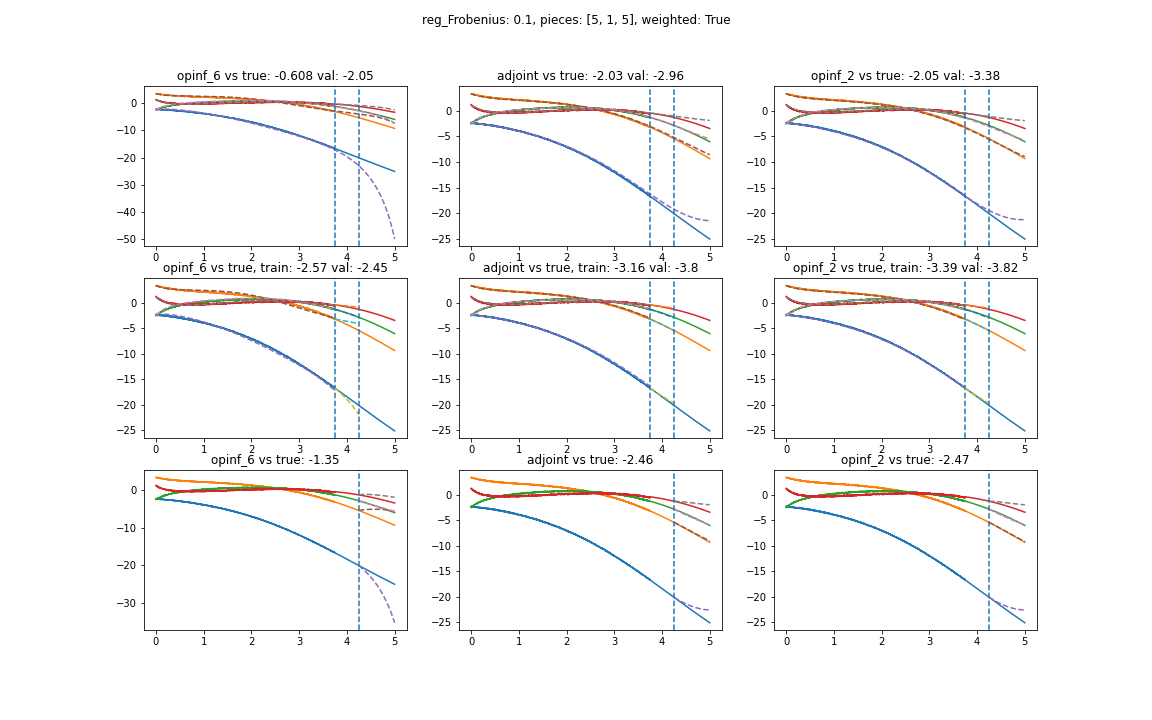 reg_Frobenius: 0.1, pieces: [5, 1, 5], weighted: True
opinf_6 vs true: -0.608 val: -2.05
0
−10
−20
−30
−40
−50
0 1 2 3 4 5
adjoint vs true: -2.03 val: -2.96
0
−5
−10
−15
−20
−25
0 1 2 3 4 5
opinf_2 vs true: -2.05 val: -3.38
0
−5
−10
−15
−20
−25
0 1 2 3 4 5
opinf_6 vs true, train: -2.57 val: -2.45
0
−5
−10
−15
−20
−25
0 1 2 3 4 5
adjoint vs true, train: -3.16 val: -3.8
0
−5
−10
−15
−20
−25
0 1 2 3 4 5
opinf_2 vs true, train: -3.39 val: -3.82
0
−5
−10
−15
−20
−25
0 1 2 3 4 5
opinf_6 vs true: -1.35
0
−10
−20
−30
0 1 2 3 4 5
adjoint vs true: -2.46
0
−5
−10
−15
−20
−25
0 1 2 3 4 5
opinf_2 vs true: -2.47
0
−5
−10
−15
−20
−25
0 1 2 3 4 5